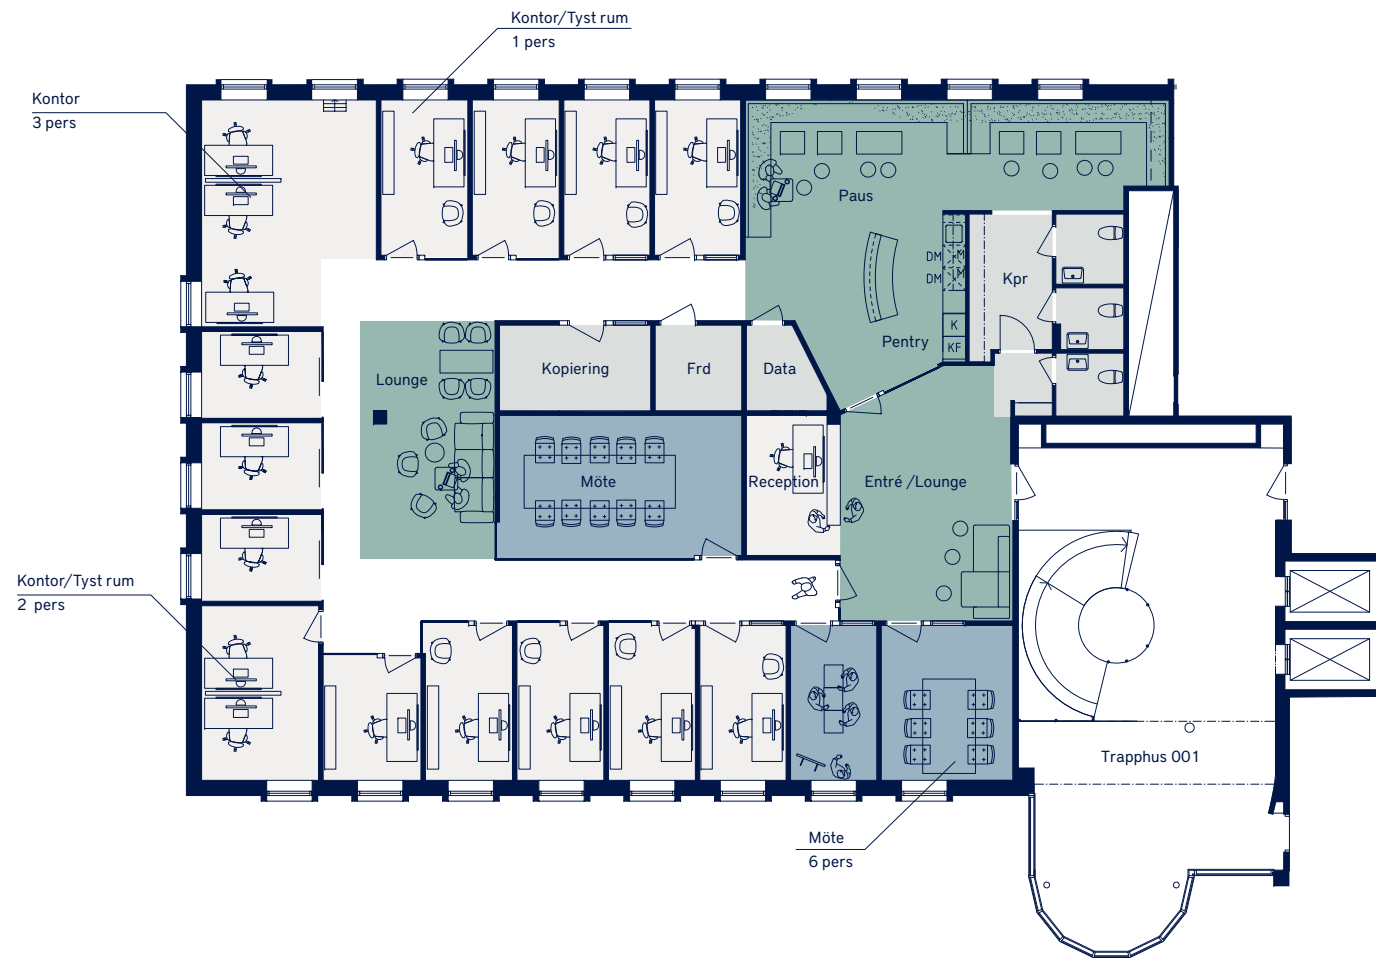 Kontor/Tyst rum
1 pers
Kontor
3 pers
Paus
DM
M
DM
M
Kpr
K
Pentry
KF
Kopiering
Frd
Data
Lounge
Möte
Reception
Entré /Lounge
Kontor/Tyst rum
2 pers
Trapphus 001
Möte
6 pers